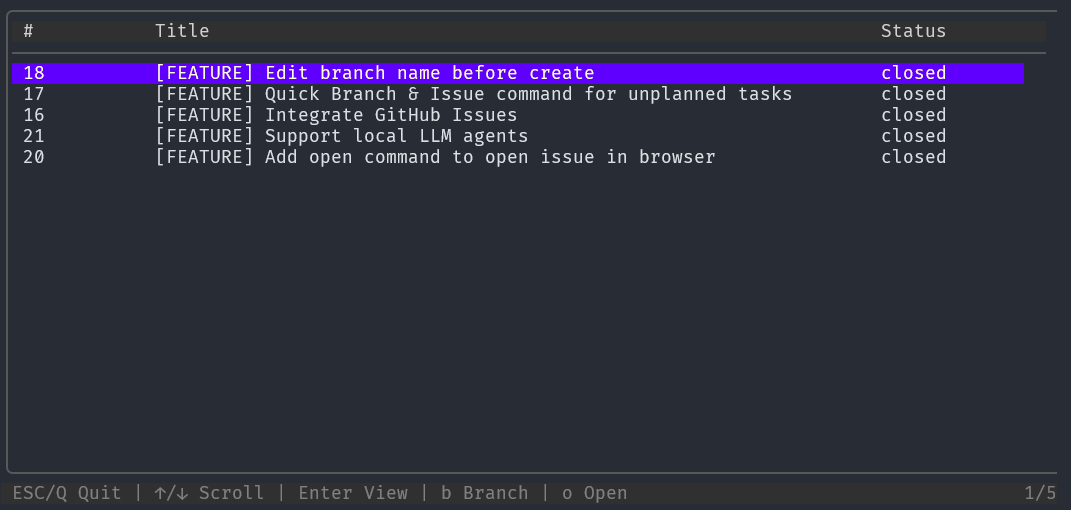 # Title Status
18 [FEATURE] Edit branch name before create closed
17 [FEATURE] Quick Branch & Issue command for unplanned tasks closed
16 [FEATURE] Integrate GitHub Issues closed
21 [FEATURE] Support local LLM agents closed
20 [FEATURE] Add open command to open issue in browser closed
ESC/Q Quit | ↑/↓ Scroll | Enter View | b Branch | o Open 1/5